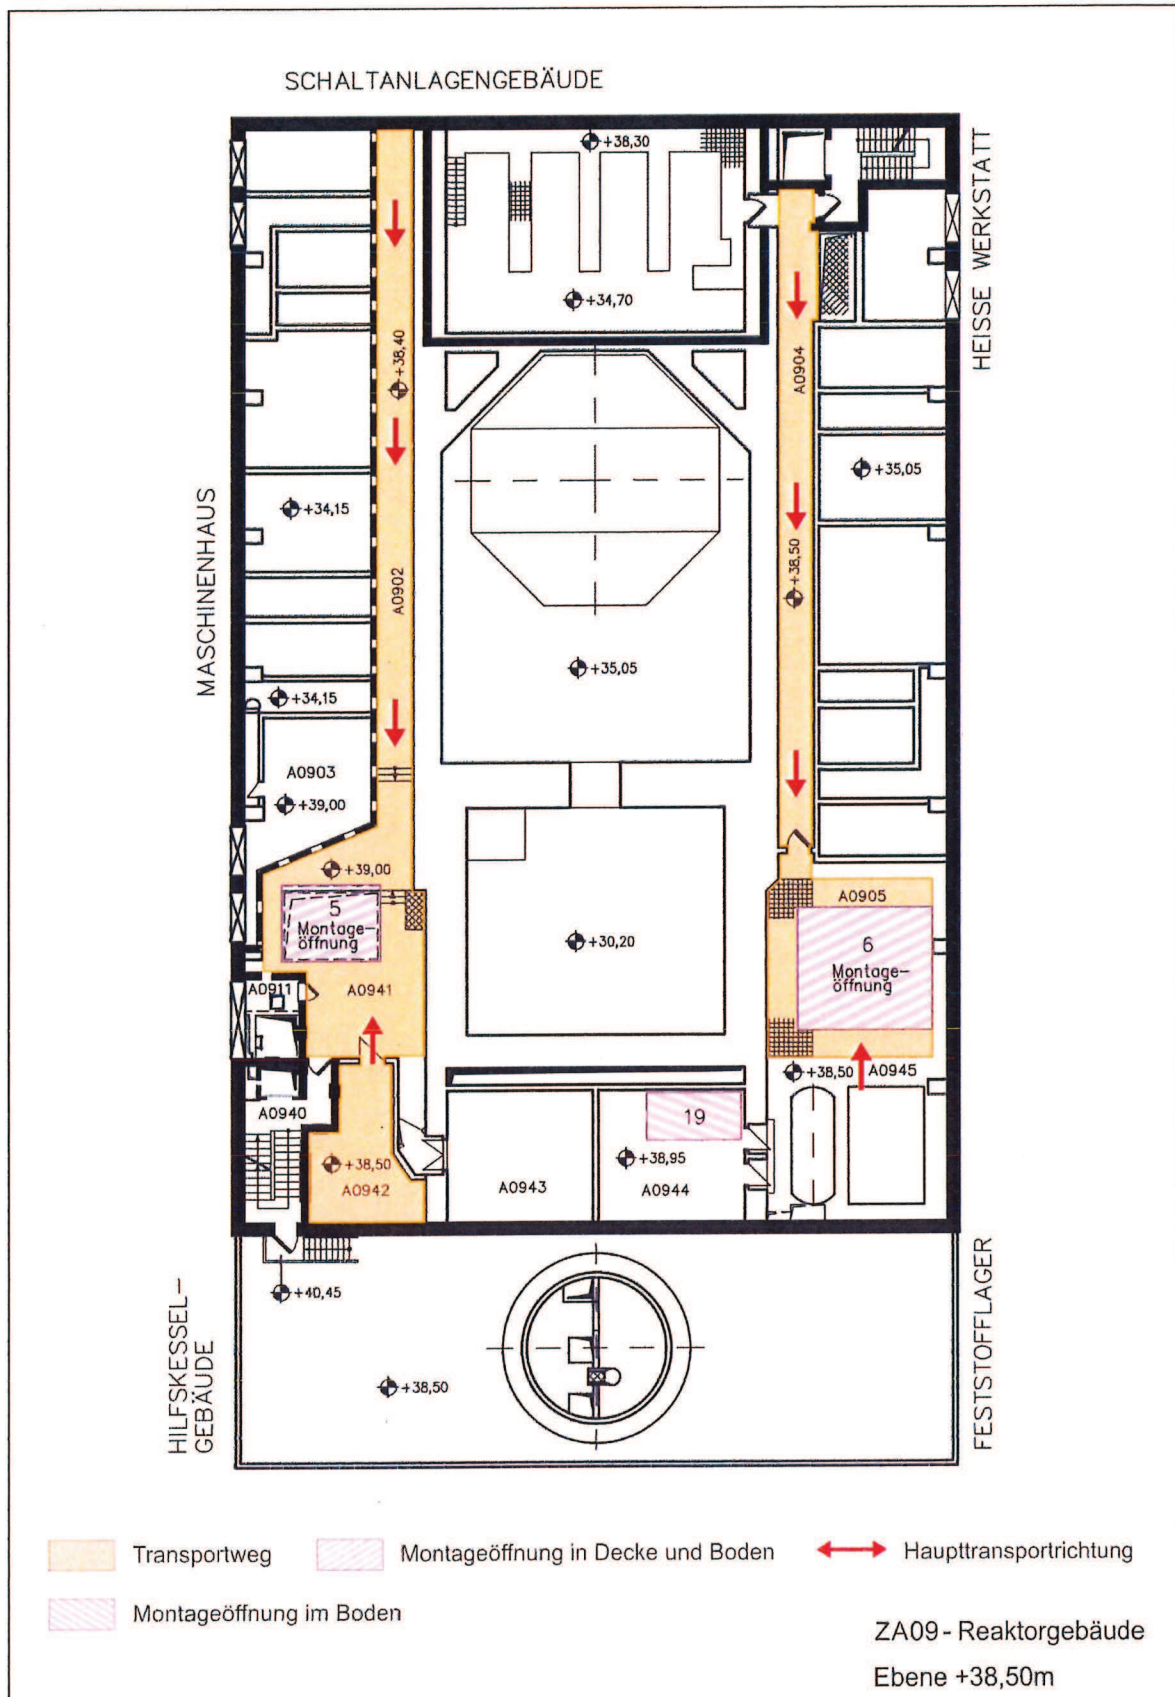 SCHALTANLAGENGEBÄUDE
+38,30
+34,70
HEISSE WERKSTATT
+38,40
A0904
+35,05
+34,15
MASCHINENHAUS
A0902
+38,50
+35,05
+34,15
A0903
+39,00
+39,00
5
Montage-
öffnung
A0905
6
Montage-
öffnung
+30,20
A0911
A0941
+38,50
A0945
A0940
19
+38,50
A0942
A0943
+38,95
A0944
+40,45
HILFSKESSEL-
GEBÄUDE
+38,50
FESTSTOFFLAGER
Transportweg
Montageöffnung in Decke und Boden
Haupttransportrichtung
Montageöffnung im Boden
ZA09 - Reaktorgebäude
Ebene +38,50m